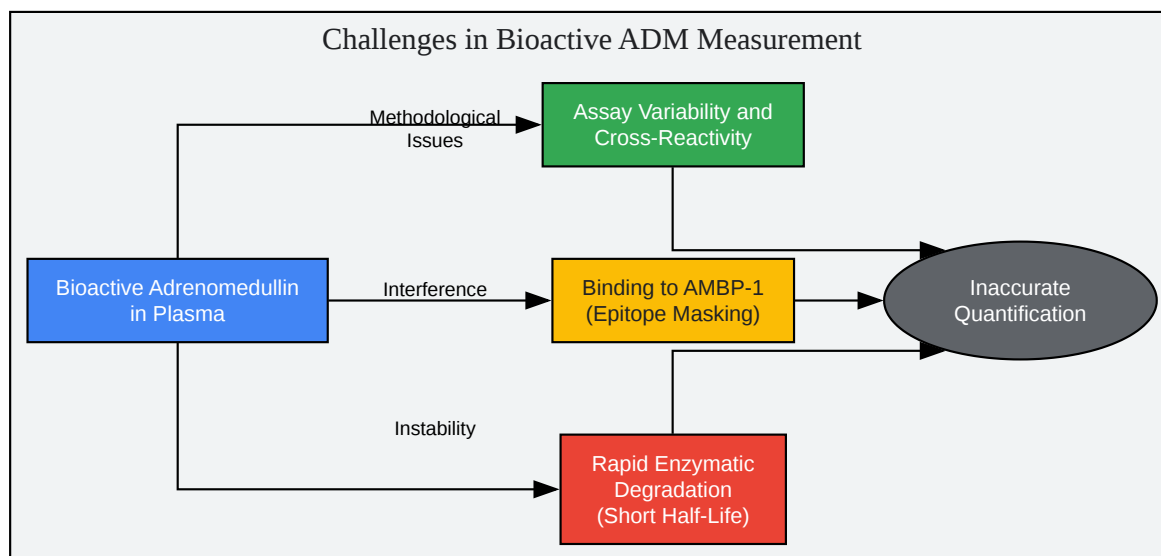 Challenges in Bioactive ADM Measurement
Methodological
Issues
Assay Variability and
Cross-Reactivity
Bioactive Adrenomedullin
in Plasma
Interference
Binding to AMBP-1
(Epitope Masking)
Inaccurate
Quantification
Instability
Rapid Enzymatic
Degradation
(Short Half-Life)